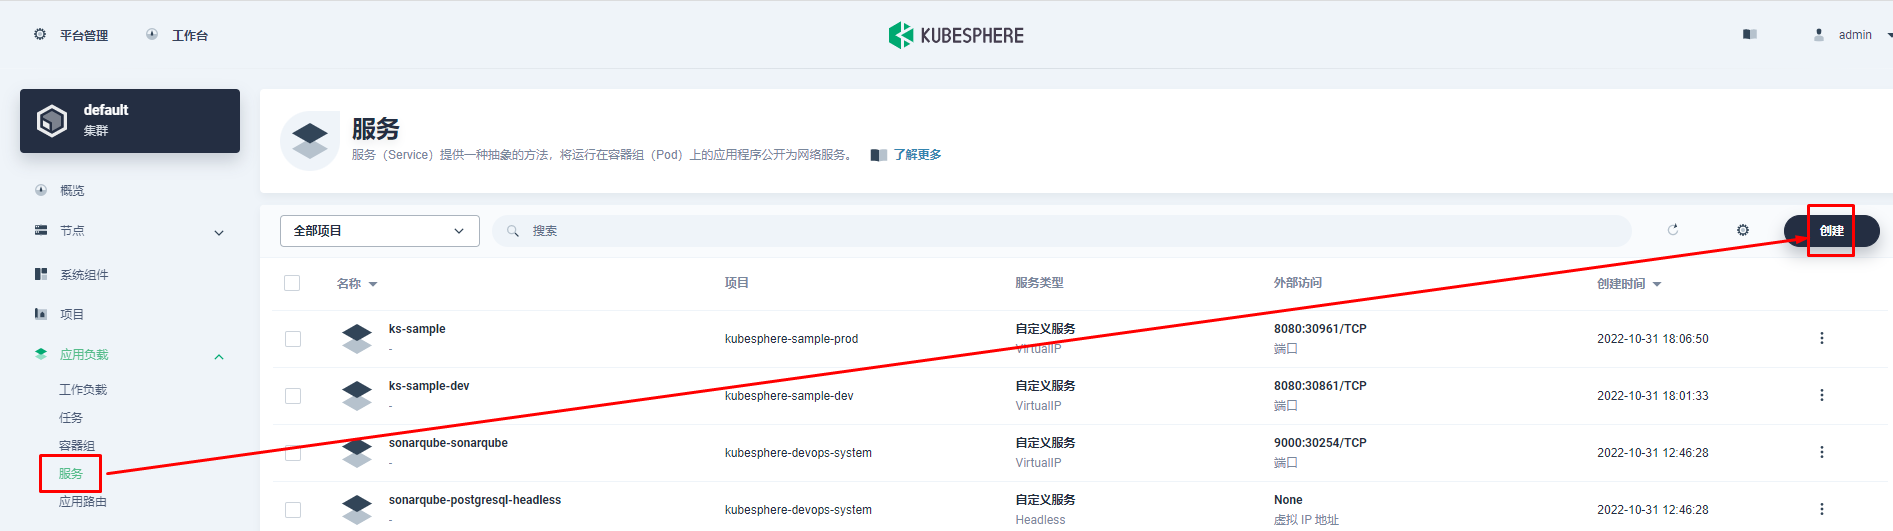 平台管理
工作台
KUBESPHERE
admin
default
集群
概览
节点
系统组件
项目
应用负载
工作负载
任务
容器组
服务
应用路由
服务
服务（Service）提供一种抽象的方法，将运行在容器组（Pod）上的应用程序公开为网络服务。 了解更多
全部项目
搜索
创建
名称 项目 服务类型 外部访问 创建时间
ks-sample kubesphere-sample-prod 自定义服务 8080:30961/TCP 2022-10-31 18:06:50
- VirtualIP 端口
ks-sample-dev kubesphere-sample-dev 自定义服务 8080:30861/TCP 2022-10-31 18:01:33
- VirtualIP 端口
sonarqube-sonarqube kubesphere-devops-system 自定义服务 9000:30254/TCP 2022-10-31 12:46:28
- VirtualIP 端口
sonarqube-postgresql-headless kubesphere-devops-system 自定义服务 None 2022-10-31 12:46:28
- Headless 虚拟 IP 地址